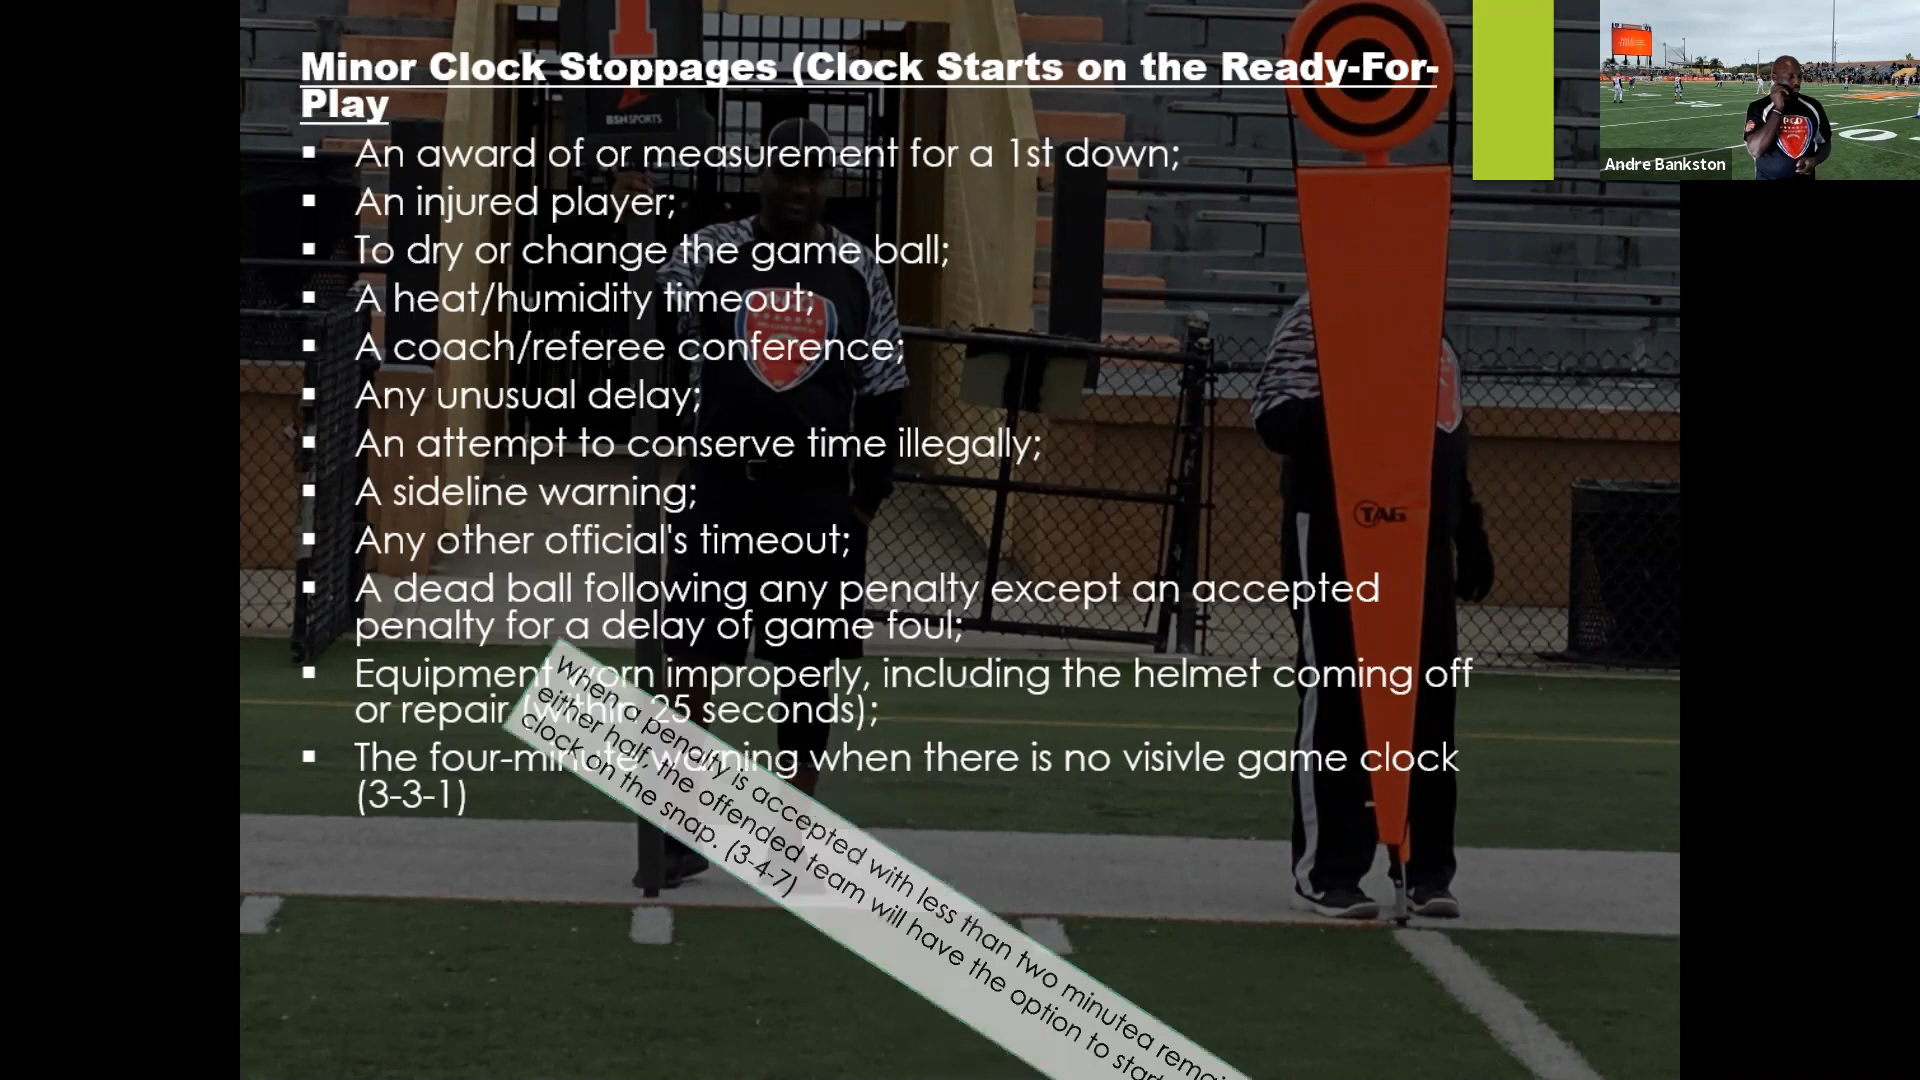 Minor Clock Stoppages (Clock Starts on the Ready-For-
Play
▪ An award of or measurement for a 1st down;
▪ An injured player;
▪ To dry or change the game ball;
▪ A heat/humidity timeout;
▪ A coach/referee conference;
▪ Any unusual delay;
▪ An attempt to conserve time illegally;
▪ A sideline warning;
▪ Any other official's timeout;
▪ A dead ball following any penalty except an accepted
penalty for a delay of game foul;
▪ Equipment worn improperly, including the helmet coming off
or repair (within 25 seconds);
▪ The four-minute warning when there is no visivle game clock
(3-3-1)
When a penalty is accepted with less than two minutea
either half, the offended team will have the option to start
clock on the snap. (3-4-7)
BSN SPORTS
TAG
Andre Bankston